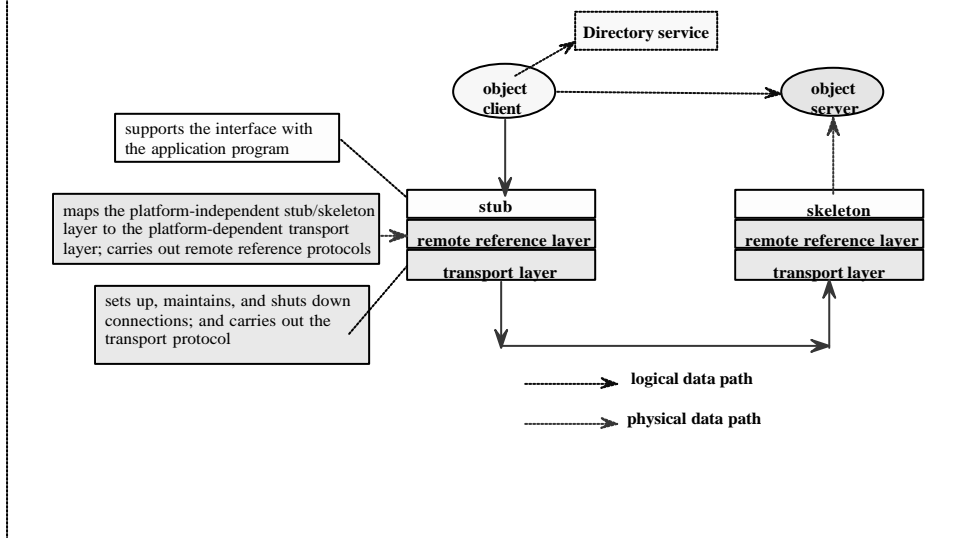 Directory service
object
client
object
server
supports the interface with
the application program
stub
skeleton
maps the platform-independent stub/skeleton
layer to the platform-dependent transport
layer; carries out remote reference protocols
remote reference layer
remote reference layer
transport layer
transport layer
sets up, maintains, and shuts down
connections; and carries out the
transport protocol
logical data path
physical data path